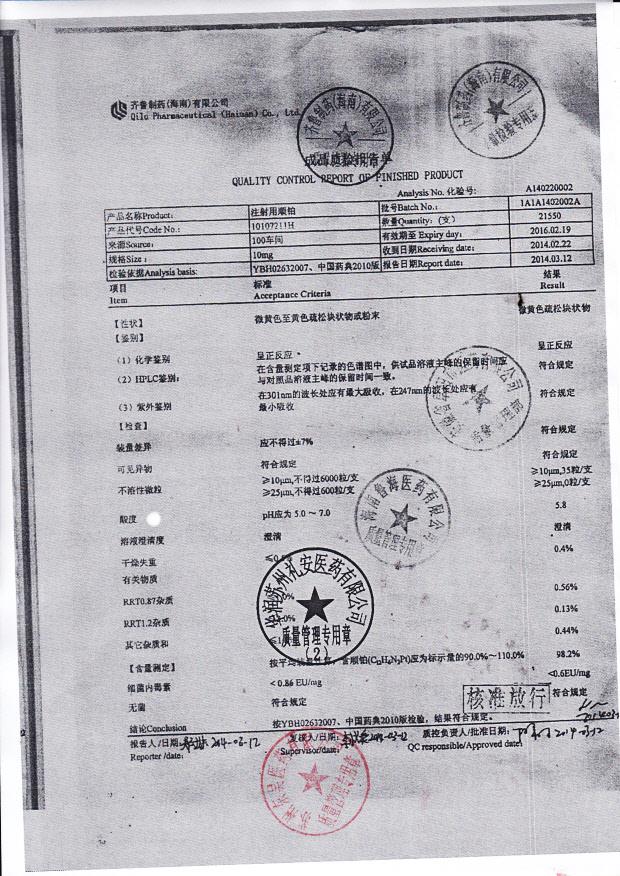 齐鲁制药(海南)有限公司
Qilu Pharmaceutical (Hainan) Co., Ltd.
成品质检报告单
QUALITY CONTROL REPORT OF FINISHED PRODUCT
Analysis No. 化验号: A140220002
产品名称Product: 注射用顺铂 批号Batch No.: 1A1A1402002A
产品代号Code No.: 10107211H 数量Quantity: (支) 21550
来源Source: 100车间 有效期至 Expiry day: 2016.02.19
规格Size: 10mg 收到日期Receiving date: 2014.02.22
检验依据Analysis basis: YBH02632007、中国药典2010版 报告日期Report date: 2014.03.12
项目 标准 结果
Item Acceptance Criteria Result
【性状】 微黄色至黄色疏松块状物或粉末 微黄色疏松块状物
【鉴别】
(1) 化学鉴别 呈正反应 呈正反应
(2) HPLC鉴别: 在含量测定项下记录的色谱图中,供试品溶液主峰的保留时间应 符合规定
与对照品溶液主峰的保留时间一致。
(3) 紫外鉴别 在301nm的波长处应有最大吸收,在247nm的波长处应有 符合规定
最小吸收
【检查】
装量差异 应不得过±7% 符合规定
可见异物 符合规定 符合规定
不溶性微粒 ≥10μm,不得过6000粒/支 ≥10μm,35粒/支
≥25μm,不得过600粒/支 ≥25μm,0粒/支
酸度 pH应为 5.0 ~ 7.0 5.8
溶液澄清度 澄清 澄清
干燥失重 0.4%
有关物质
RRT0.87杂质 0.56%
RRT1.2杂质 0.13%
其它杂质和 0.44%
【含量测定】 按平均装量 含顺铂(Cl₂H₆N₂Pt)应为标示量的90.0%~110.0% 98.2%
细菌内毒素 < 0.86 EU/mg <0.6EU/mg
无菌 符合规定 符合规定
核准放行
结论Conclusion 按YBH02632007、中国药典2010版检验,结果符合规定。
报告人/日期: 2014-03-12 复核人/日期: 质检负责人/批准日期: 2014.03.12
Reporter /date: Supervisor/date: QC responsible/Approved date:
齐鲁制药(海南)有限公司
海南鲁海医药有限公司
质量管理专用章
华润苏州礼安医药有限公司
质量管理专用章
(2)